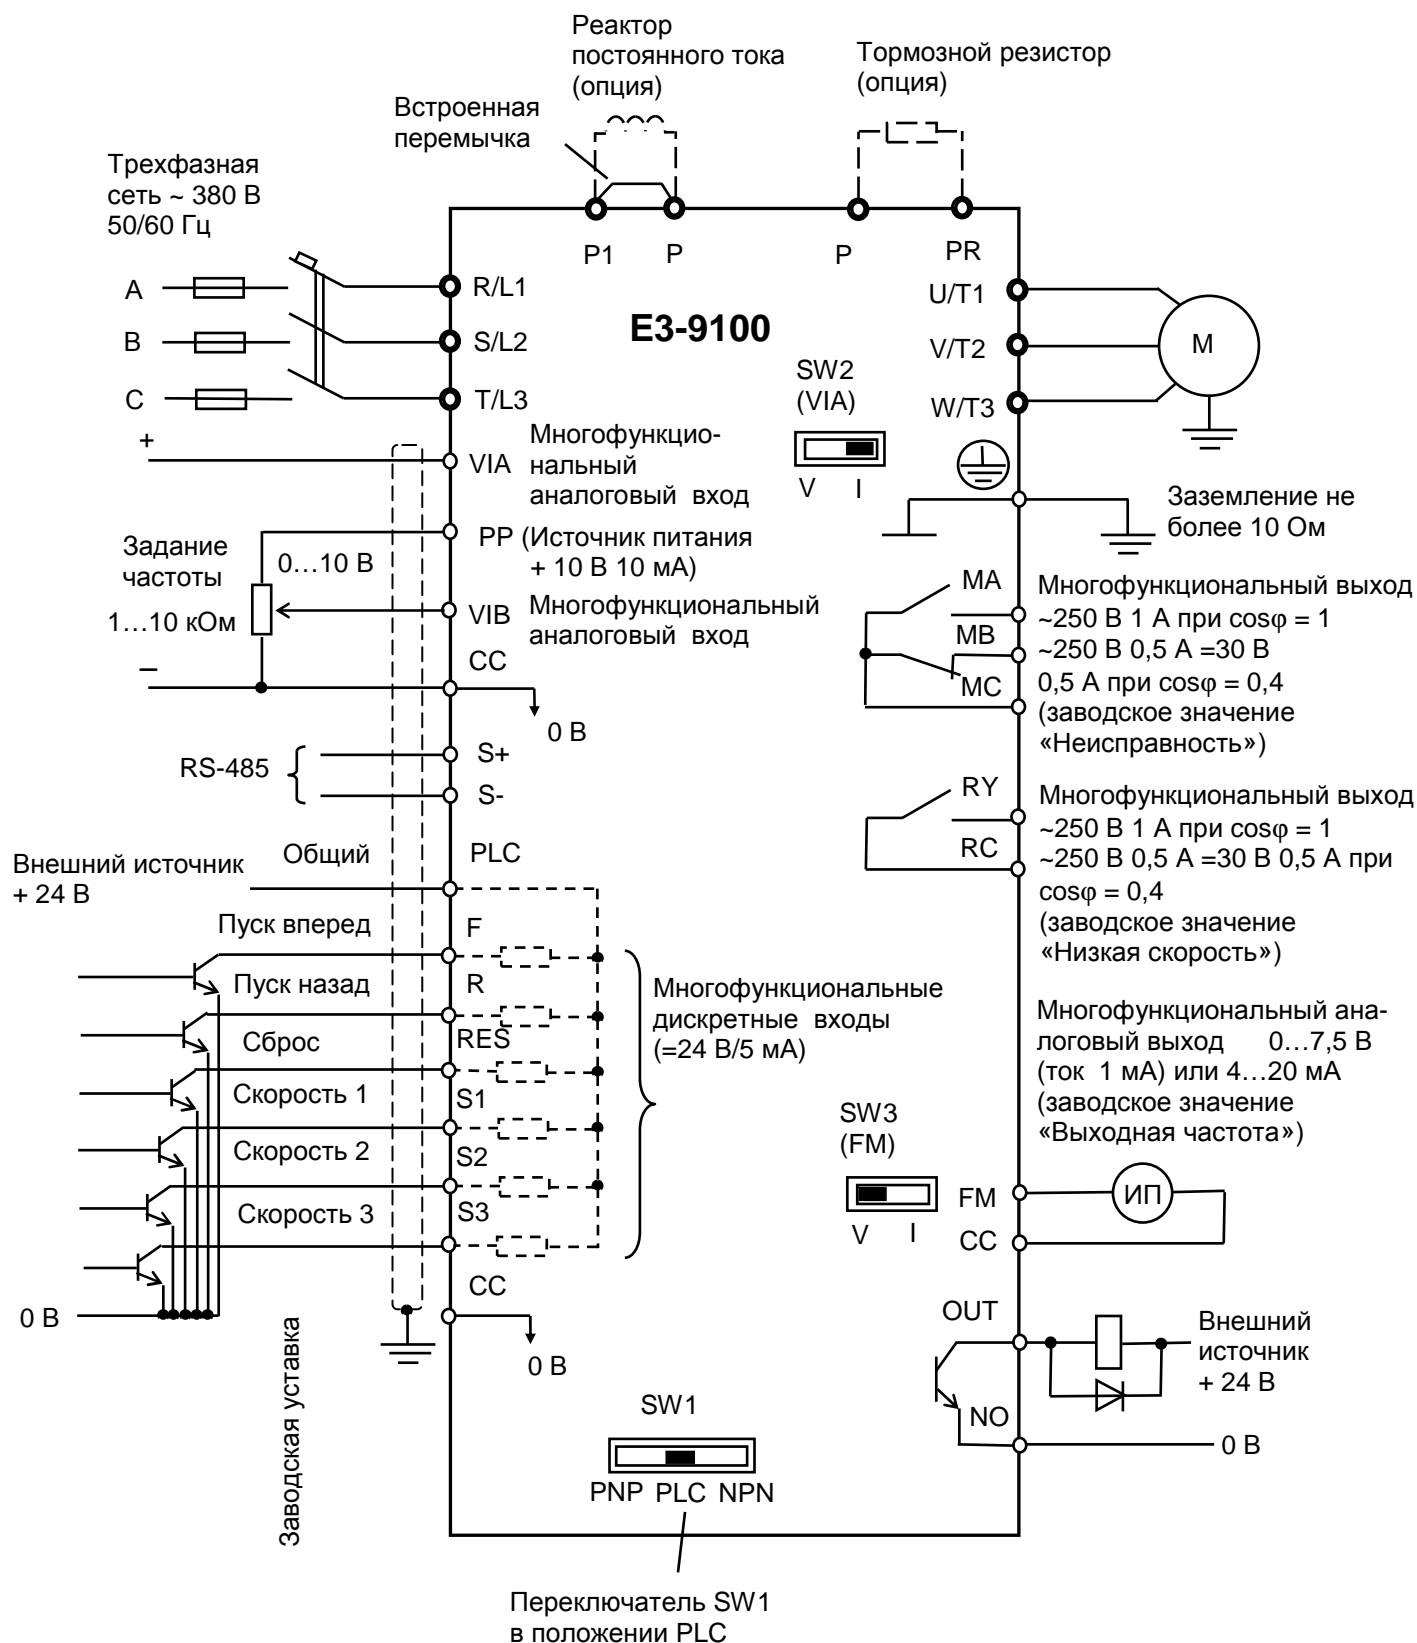 Реактор
постоянного тока
(опция)
Тормозной резистор
(опция)
Встроенная
перемычка
Трехфазная
сеть ~ 380 В
50/60 Гц
P1
P
P
PR
A
R/L1
U/T1
E3-9100
B
S/L2
V/T2
M
SW2
(VIA)
C
T/L3
W/T3
+
VIA
Многофункцио-
нальный
аналоговый вход
V
I
Заземление не
более 10 Ом
Задание
частоты
0…10 В
1…10 кОм
PP (Источник питания
+ 10 В 10 мА)
VIB
Многофункциональный
аналоговый вход
–
CC
0 В
MA
MB
MC
Многофункциональный выход
~250 В 1 А при cosφ = 1
~250 В 0,5 А =30 В
0,5 А при cosφ = 0,4
(заводское значение
«Неисправность»)
RS-485
S+
S-
RY
RC
Многофункциональный выход
~250 В 1 А при cosφ = 1
~250 В 0,5 А =30 В 0,5 А при
cosφ = 0,4
(заводское значение
«Низкая скорость»)
Внешний источник
+ 24 В
Общий
PLC
Пуск вперед
F
Пуск назад
R
Сброс
RES
Скорость 1
S1
Скорость 2
S2
Скорость 3
S3
Многофункциональные
дискретные входы
(=24 В/5 мА)
Многофункциональный ана-
логовый выход 0…7,5 В
(ток 1 мА) или 4…20 мА
(заводское значение
«Выходная частота»)
SW3
(FM)
V
I
FM
ИП
CC
CC
0 В
0 В
OUT
NO
Внешний
источник
+ 24 В
0 В
Заводская уставка
SW1
PNP PLC NPN
Переключатель SW1
в положении PLC